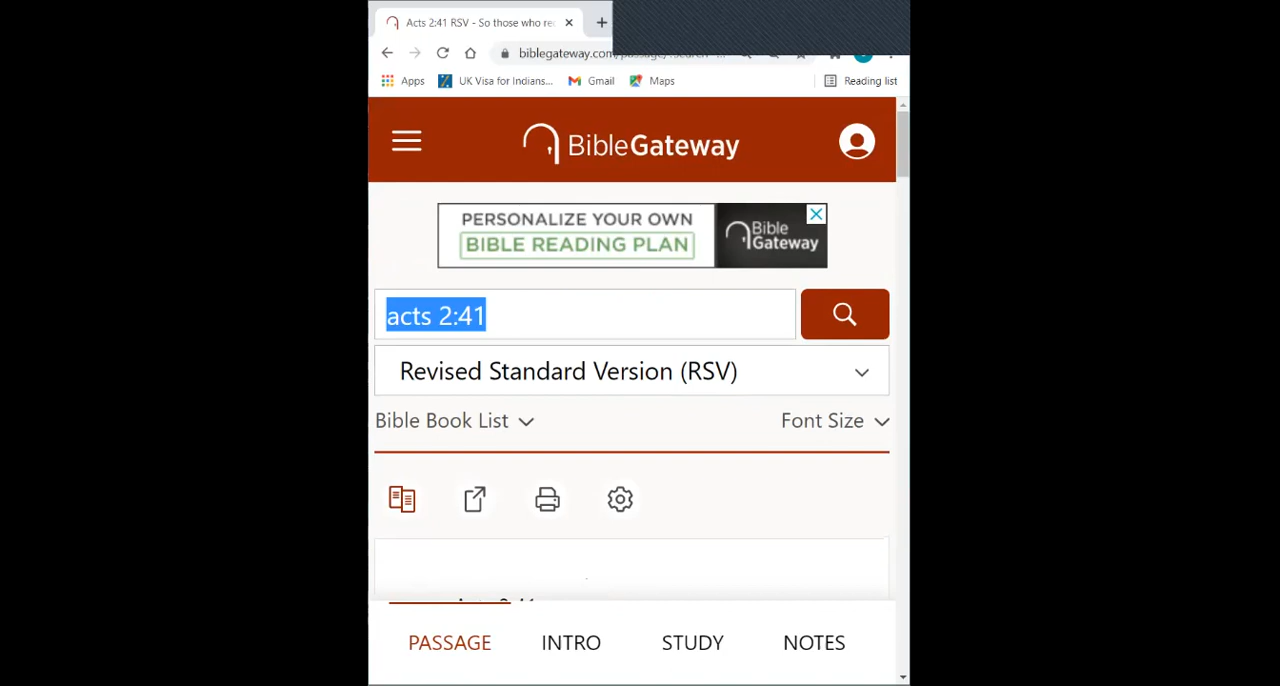 Acts 2:41 RSV - So those who re
biblegateway.com/passage/?search
Apps UK Visa for Indians... Gmail Maps Reading list
BibleGateway
PERSONALIZE YOUR OWN
BIBLE READING PLAN
Bible
Gateway
acts 2:41
Revised Standard Version (RSV)
Bible Book List Font Size
PASSAGE INTRO STUDY NOTES